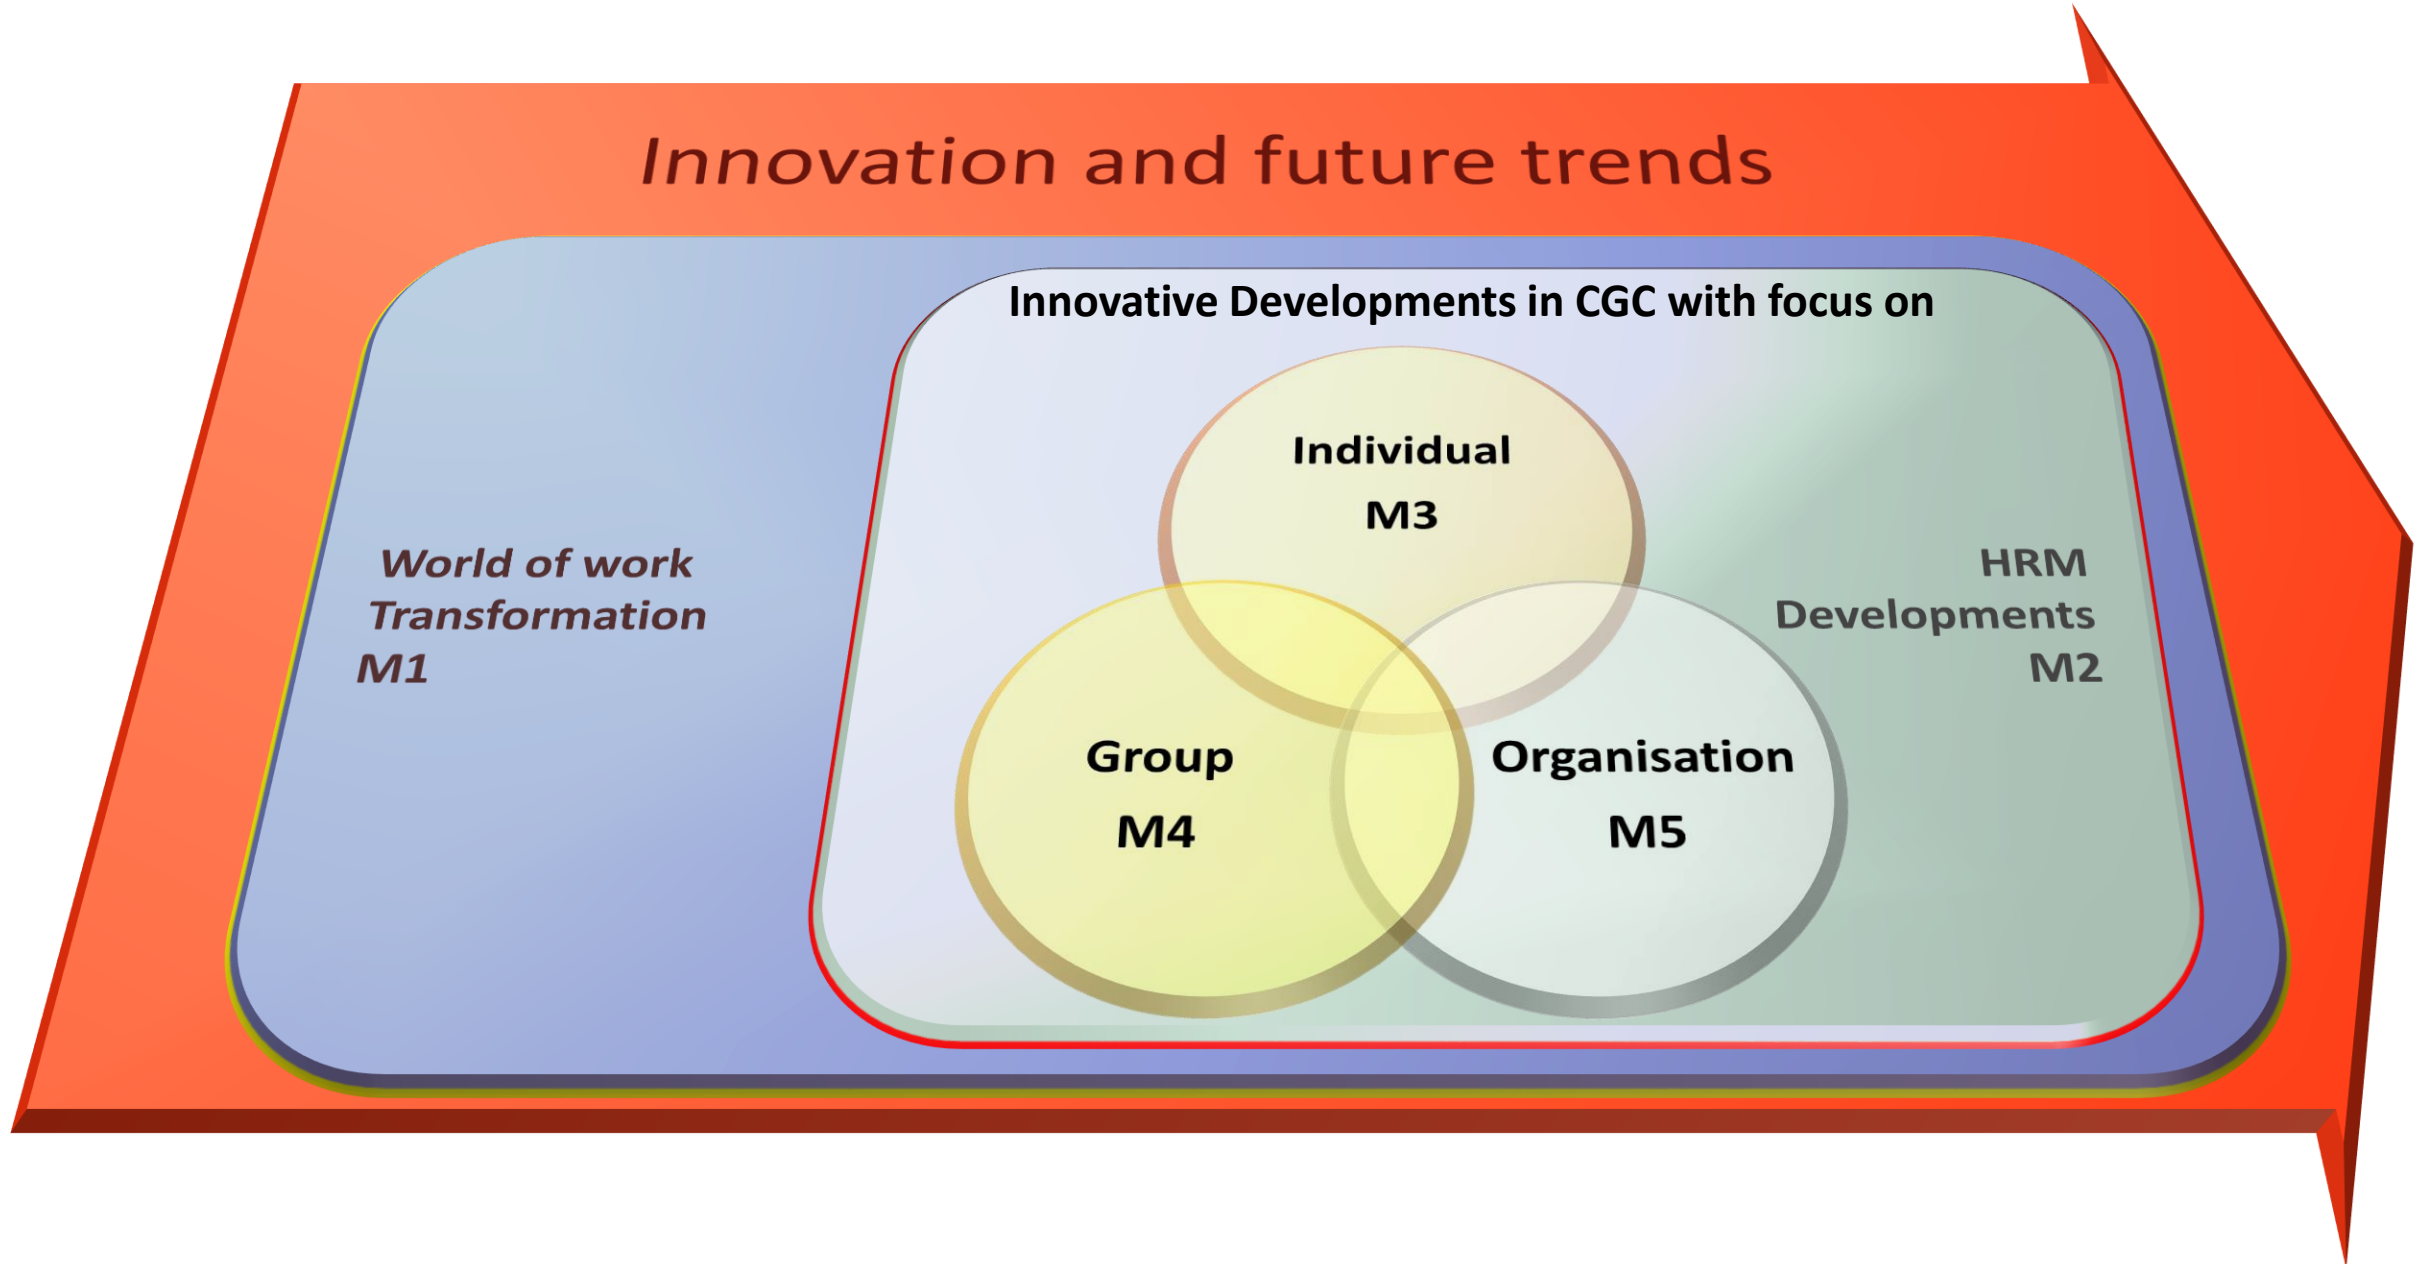 Innovation and future trends
Innovative Developments in CGC with focus on
Individual
M3
World of work
Transformation
M1
HRM
Developments
M2
Group
M4
Organisation
M5